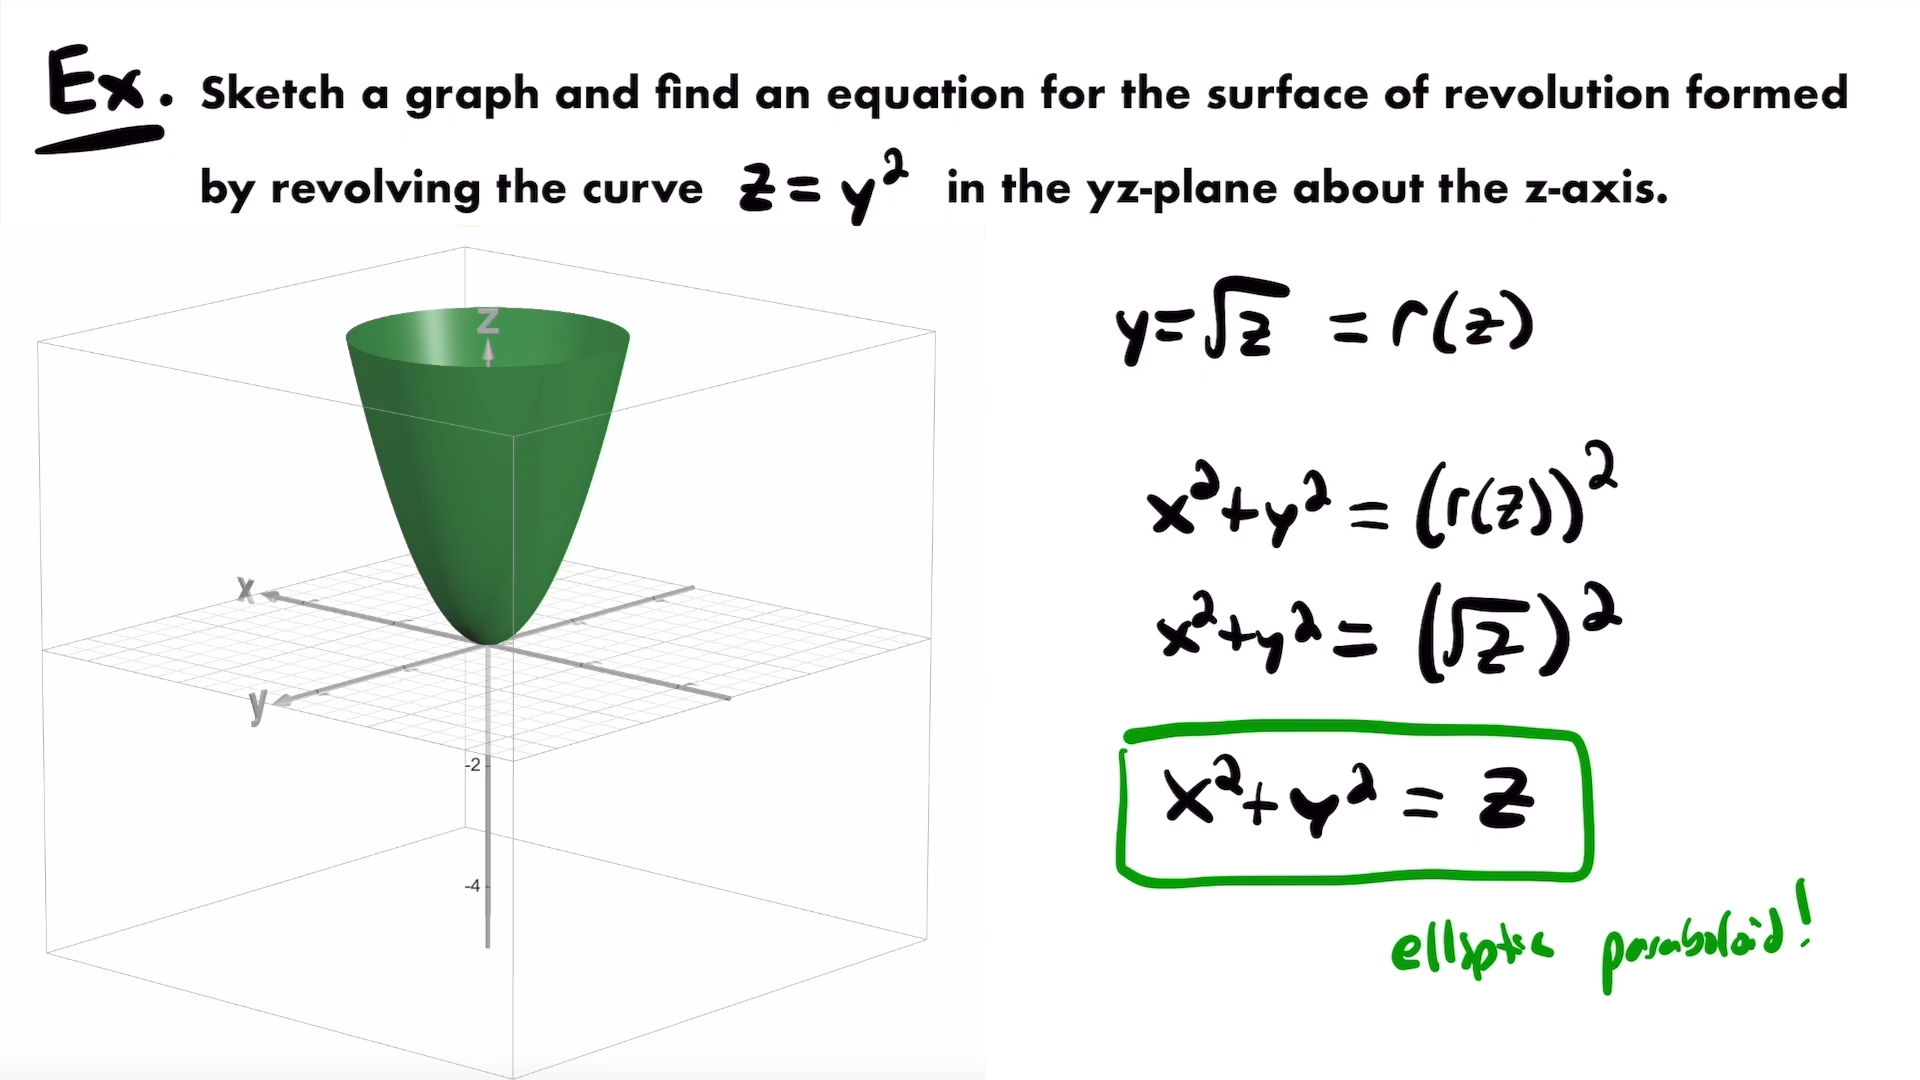 Ex. Sketch a graph and find an equation for the surface of revolution formed
by revolving the curve z = y² in the yz-plane about the z-axis.
y = √z = r(z)
x² + y² = (r(z))²
x² + y² = (√z)²
x² + y² = z
elliptic paraboloid!
z
x
y
-2
-4